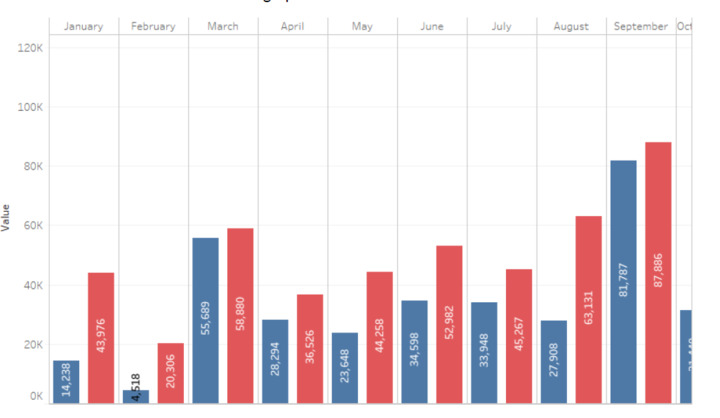 January February March April May June July August September Oct
120K
100K
80K
60K
40K
20K
0K
Value
14,238 43,976 4,518 20,306 55,689 58,880 28,294 36,526 23,648 44,258 34,598 52,982 33,948 45,267 27,908 63,131 81,787 87,886